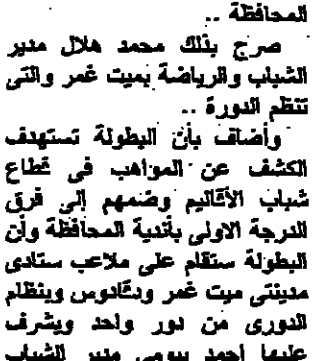 المحافظة ..
صرح بذلك محمد هلال مدير
الشباب والرياضة بميت غمر والتى
تنظم الدورة ..
وأضاف بأن البطولة تستهدف
الكشف عن المواهب فى قطاع
شباب الأقاليم وضمهم إلى فرق
الدرجة الاولى بأندية المحافظة وأن
البطولة ستقام على ملاعب ستادى
مدينتى ميت غمر ودكادوس وبنظام
الدورى من دور واحد ويشرف
عليها أحمد بيومى مدير الشباب